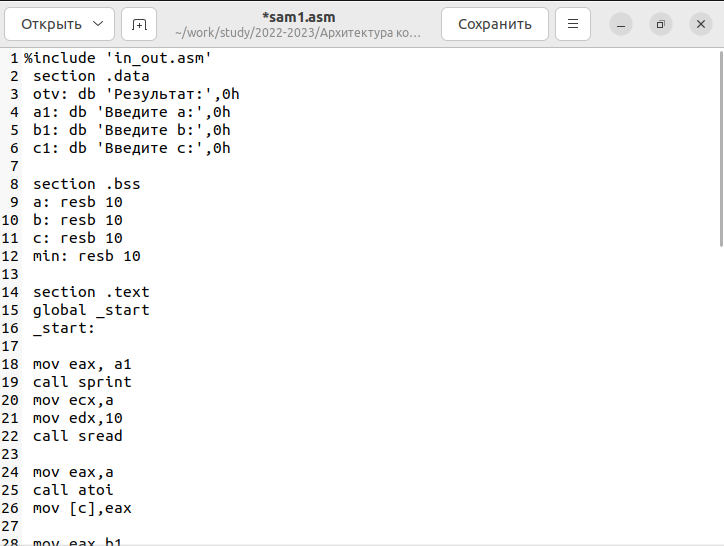 Открыть
*sam1.asm
~/work/study/2022-2023/Архитектура ко...
Сохранить
1 %include 'in_out.asm'
2 section .data
3 otv: db 'Результат:',0h
4 a1: db 'Введите a:',0h
5 b1: db 'Введите b:',0h
6 c1: db 'Введите c:',0h
7
8 section .bss
9 a: resb 10
10 b: resb 10
11 c: resb 10
12 min: resb 10
13
14 section .text
15 global _start
16 _start:
17
18 mov eax, a1
19 call sprint
20 mov ecx,a
21 mov edx,10
22 call sread
23
24 mov eax,a
25 call atoi
26 mov [c],eax
27
28 mov eax,b1